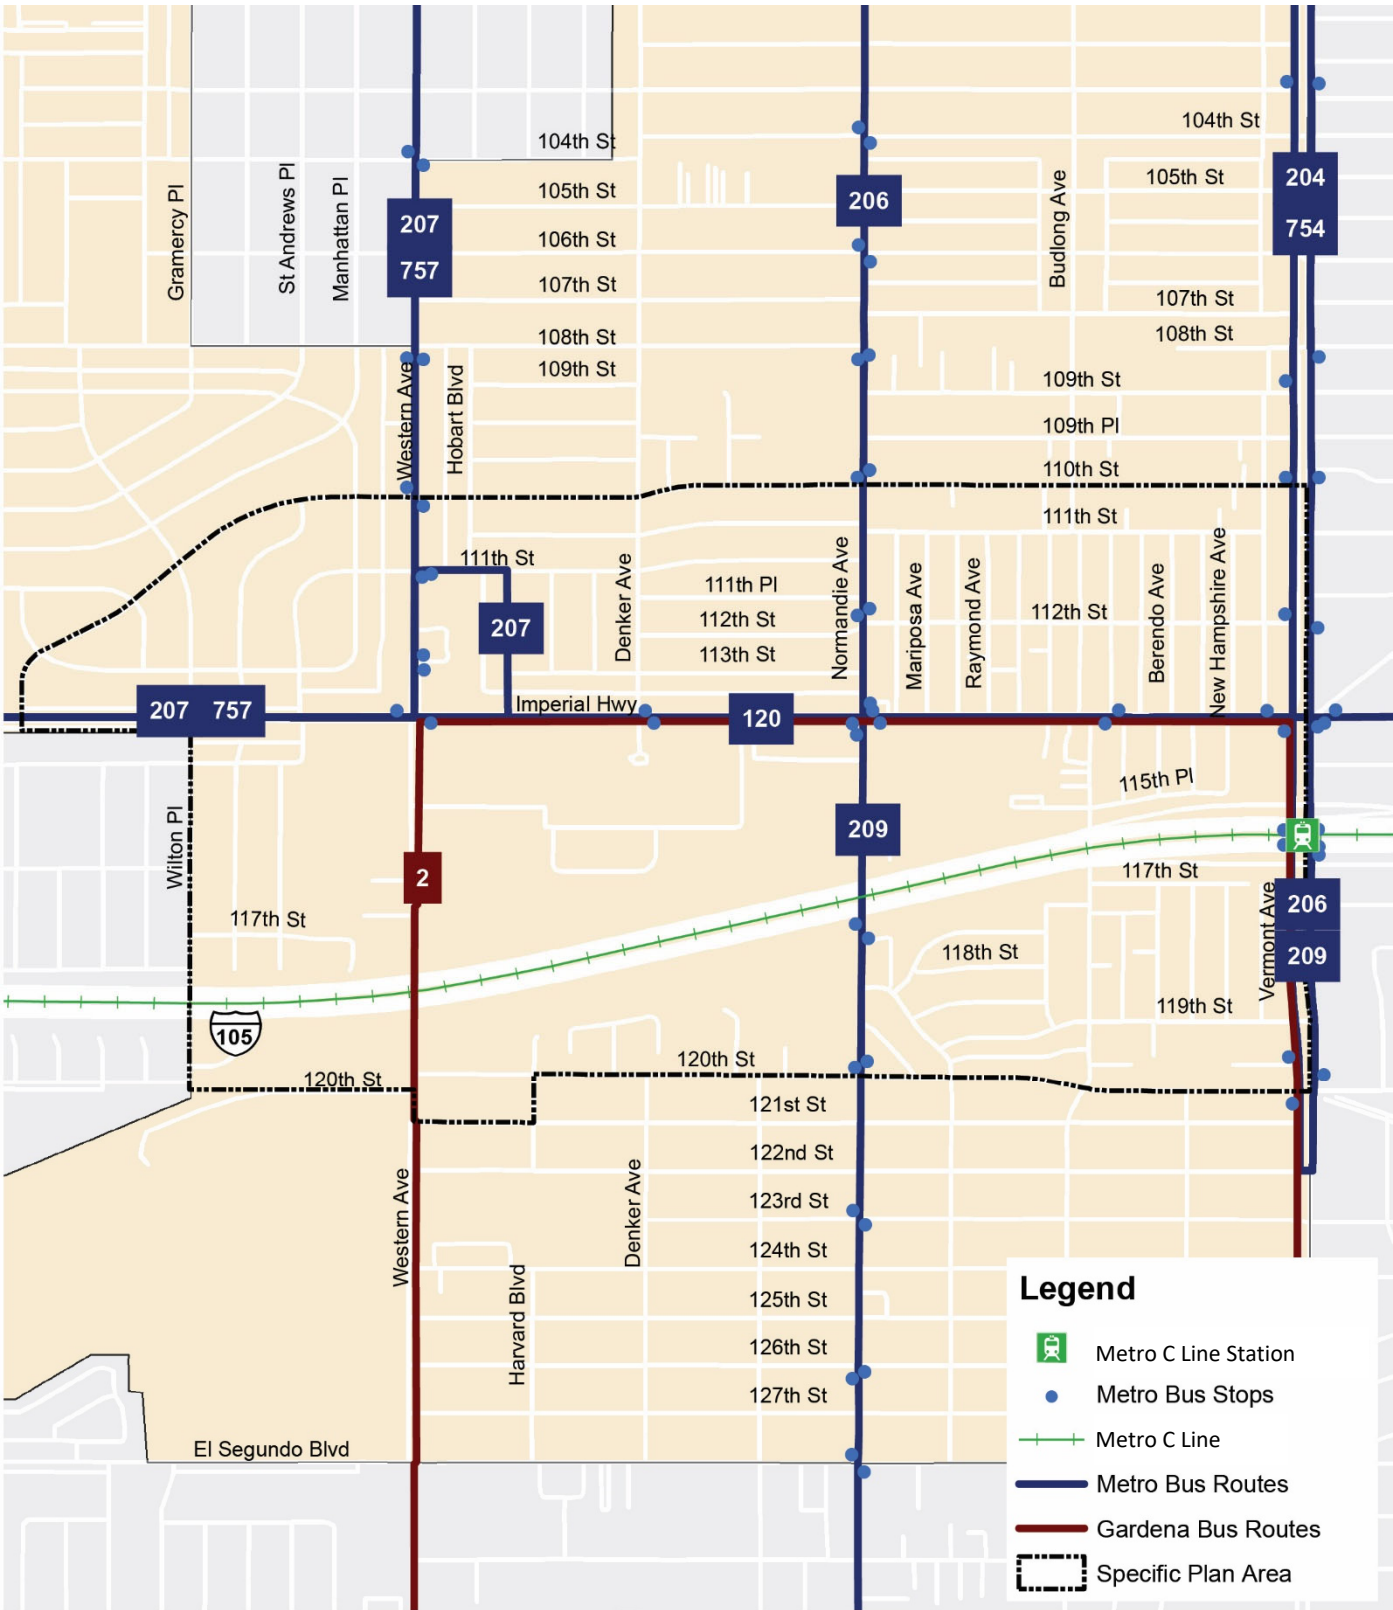 104th St
104th St
105th St
105th St
Gramercy Pl
St Andrews Pl
Manhattan Pl
Budlong Ave
204
754
206
207
757
106th St
107th St
107th St
108th St
108th St
109th St
109th St
Western Ave
Hobart Blvd
109th Pl
110th St
111th St
111th St
Denker Ave
111th Pl
112th St
112th St
113th St
Normandie Ave
Mariposa Ave
Raymond Ave
Berendo Ave
New Hampshire Ave
207
Imperial Hwy
207 757
120
115th Pl
Wilton Pl
209
2
117th St
117th St
Vermont Ave
206
209
118th St
119th St
105
120th St
120th St
121st St
122nd St
123rd St
124th St
125th St
126th St
127th St
Western Ave
Denker Ave
Harvard Blvd
El Segundo Blvd
Legend
Metro C Line Station
Metro Bus Stops
Metro C Line
Metro Bus Routes
Gardena Bus Routes
Specific Plan Area